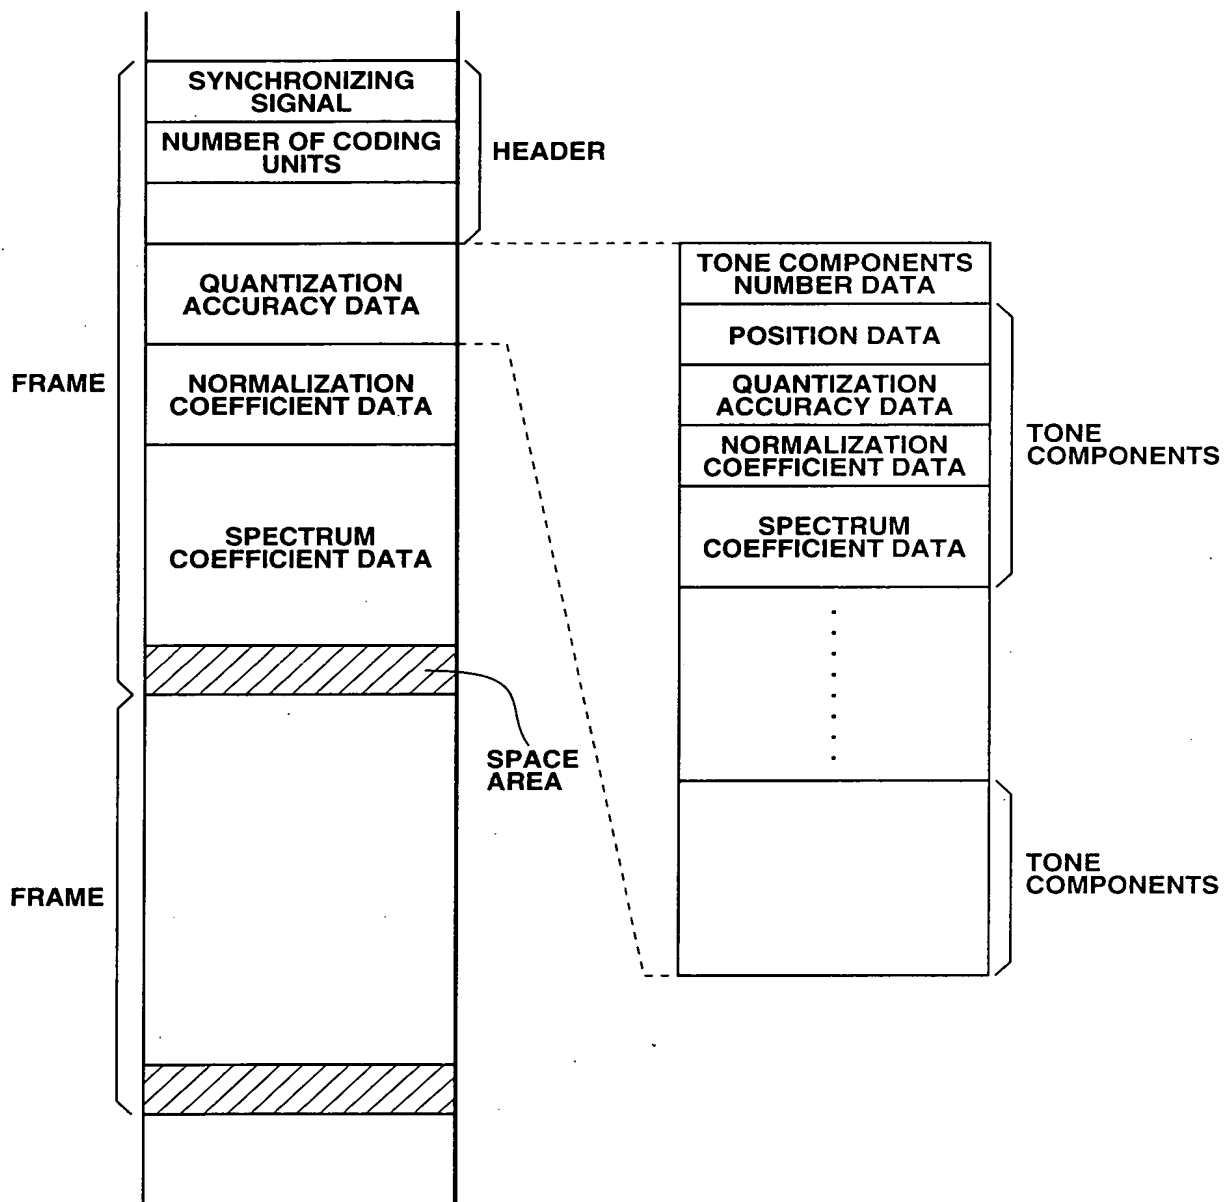 SYNCHRONIZING
SIGNAL
NUMBER OF CODING
UNITS
HEADER
QUANTIZATION
ACCURACY DATA
FRAME
NORMALIZATION
COEFFICIENT DATA
SPECTRUM
COEFFICIENT DATA
SPACE
AREA
FRAME
TONE COMPONENTS
NUMBER DATA
POSITION DATA
QUANTIZATION
ACCURACY DATA
NORMALIZATION
COEFFICIENT DATA
SPECTRUM
COEFFICIENT DATA
TONE
COMPONENTS
TONE
COMPONENTS